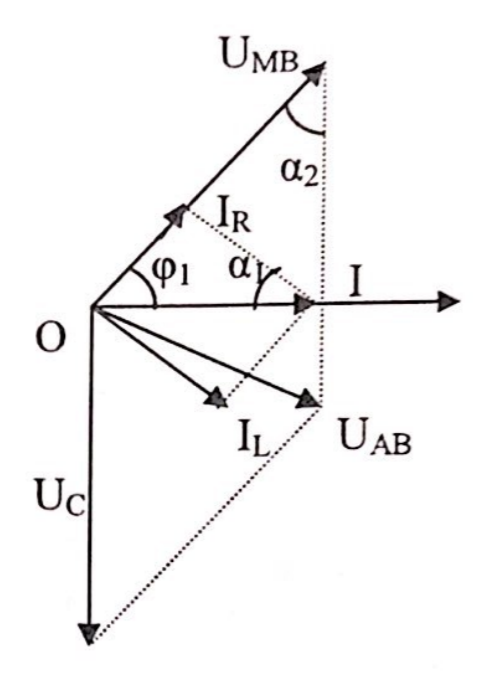 U_MB
α₂
I_R
φ₁
α₁
I
O
I_L
U_AB
U_C